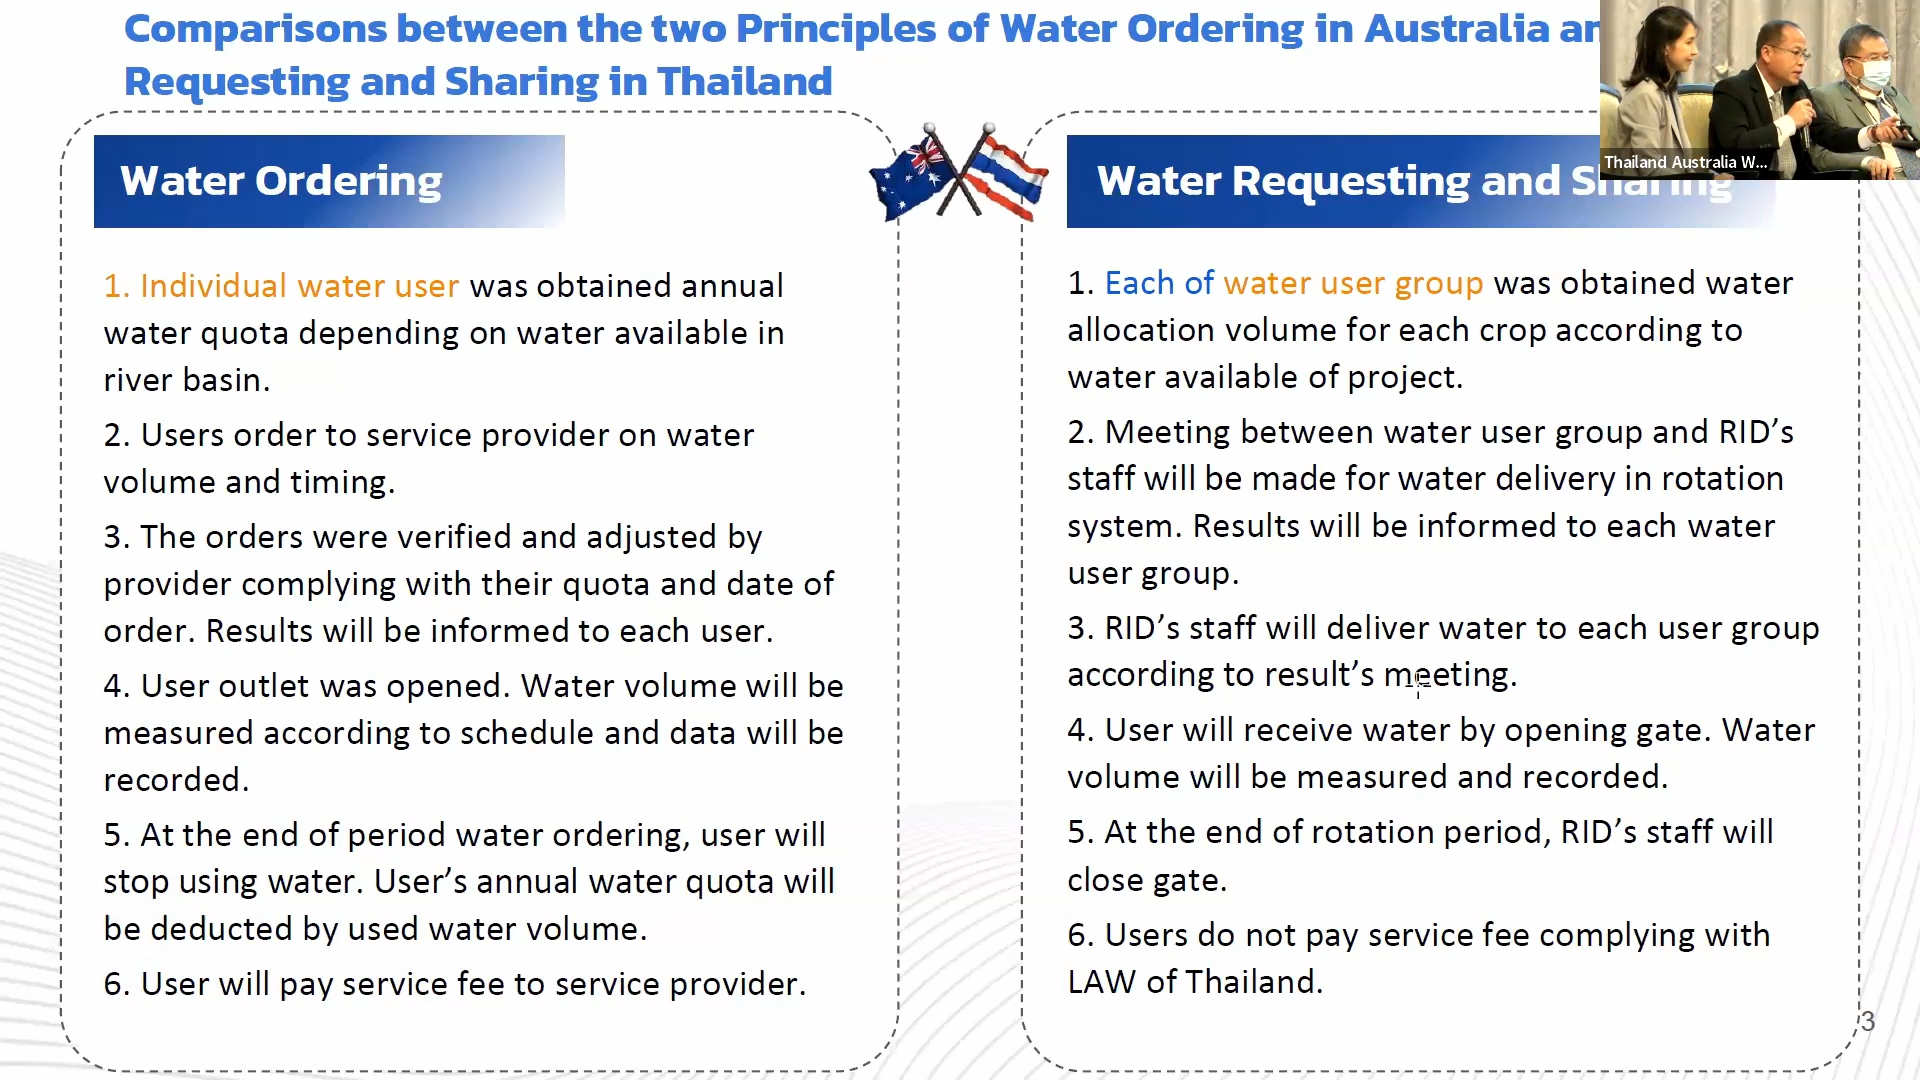 Comparisons between the two Principles of Water Ordering in Australia
Requesting and Sharing in Thailand
Thailand Australia W...
Water Ordering
Water Requesting and Sharing
1. Individual water user was obtained annual
water quota depending on water available in
river basin.
2. Users order to service provider on water
volume and timing.
3. The orders were verified and adjusted by
provider complying with their quota and date of
order. Results will be informed to each user.
4. User outlet was opened. Water volume will be
measured according to schedule and data will be
recorded.
5. At the end of period water ordering, user will
stop using water. User’s annual water quota will
be deducted by used water volume.
6. User will pay service fee to service provider.
1. Each of water user group was obtained water
allocation volume for each crop according to
water available of project.
2. Meeting between water user group and RID’s
staff will be made for water delivery in rotation
system. Results will be informed to each water
user group.
3. RID’s staff will deliver water to each user group
according to result’s meeting.
4. User will receive water by opening gate. Water
volume will be measured and recorded.
5. At the end of rotation period, RID’s staff will
close gate.
6. Users do not pay service fee complying with
LAW of Thailand.
3